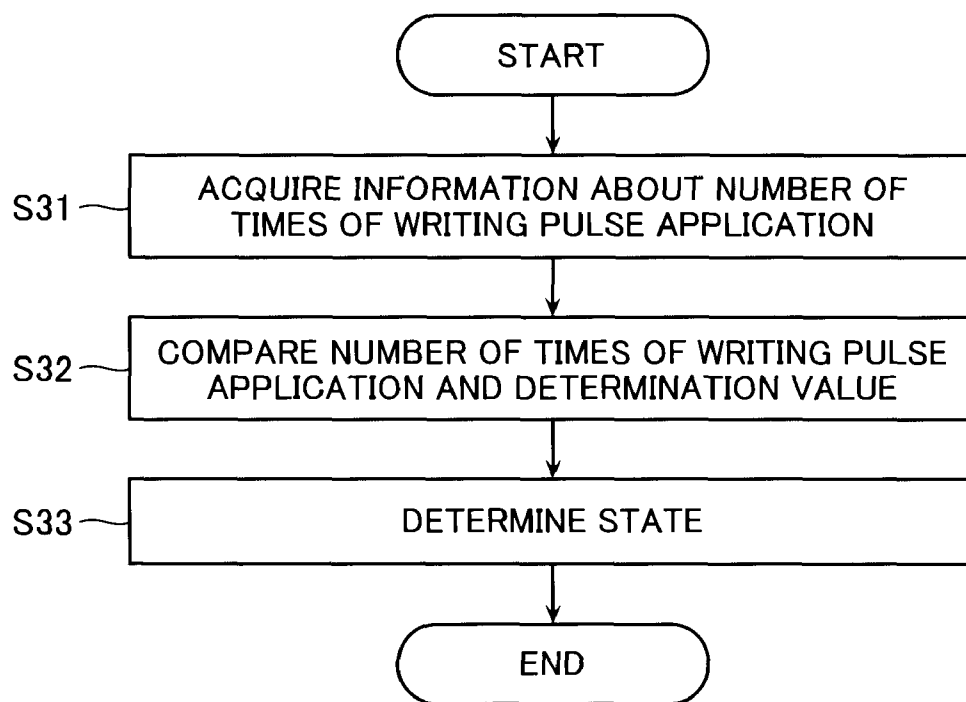 START
S31
ACQUIRE INFORMATION ABOUT NUMBER OF
TIMES OF WRITING PULSE APPLICATION
S32
COMPARE NUMBER OF TIMES OF WRITING PULSE
APPLICATION AND DETERMINATION VALUE
S33
DETERMINE STATE
END